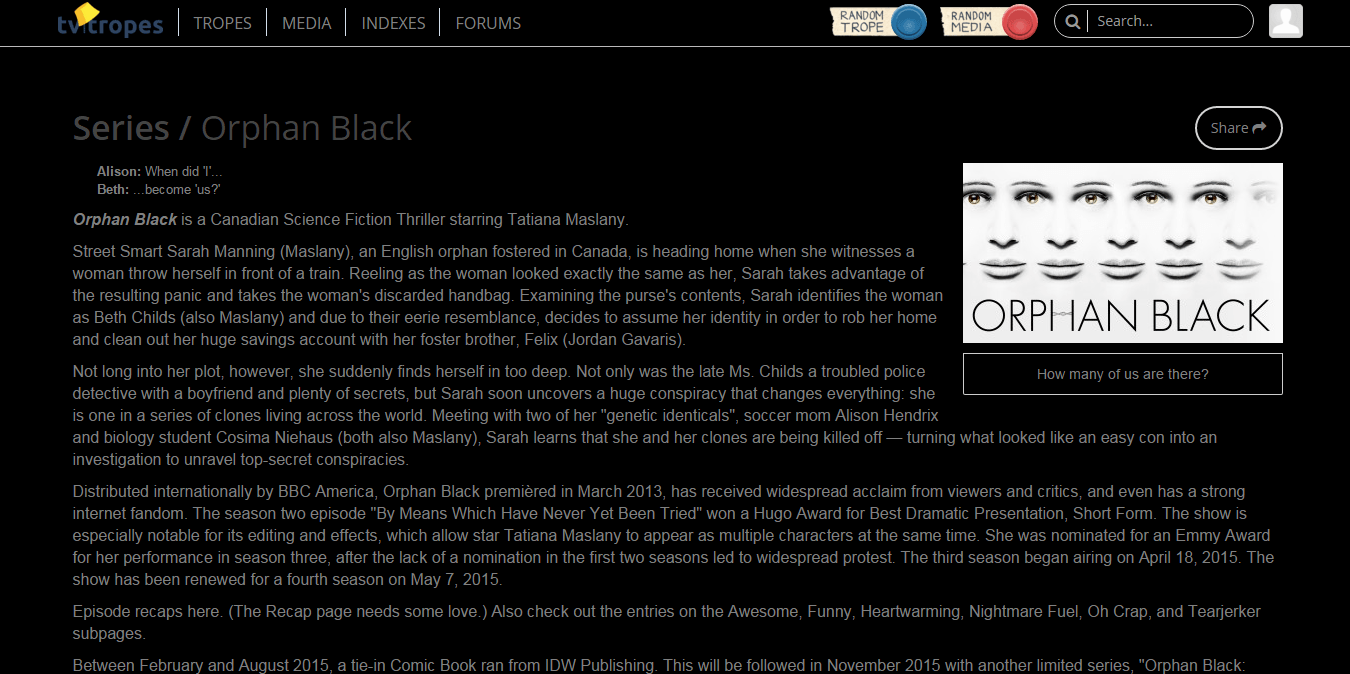 tvtropes TROPES MEDIA INDEXES FORUMS RANDOM TROPE RANDOM MEDIA Search...
Series / Orphan Black
Share
Alison: When did 'I'...
Beth: ...become 'us?'
Orphan Black is a Canadian Science Fiction Thriller starring Tatiana Maslany.
Street Smart Sarah Manning (Maslany), an English orphan fostered in Canada, is heading home when she witnesses a
woman throw herself in front of a train. Reeling as the woman looked exactly the same as her, Sarah takes advantage of
the resulting panic and takes the woman's discarded handbag. Examining the purse's contents, Sarah identifies the woman
as Beth Childs (also Maslany) and due to their eerie resemblance, decides to assume her identity in order to rob her home
and clean out her huge savings account with her foster brother, Felix (Jordan Gavaris).
ORPHAN BLACK
How many of us are there?
Not long into her plot, however, she suddenly finds herself in too deep. Not only was the late Ms. Childs a troubled police
detective with a boyfriend and plenty of secrets, but Sarah soon uncovers a huge conspiracy that changes everything: she
is one in a series of clones living across the world. Meeting with two of her "genetic identicals", soccer mom Alison Hendrix
and biology student Cosima Niehaus (both also Maslany), Sarah learns that she and her clones are being killed off — turning what looked like an easy con into an
investigation to unravel top-secret conspiracies.
Distributed internationally by BBC America, Orphan Black premièred in March 2013, has received widespread acclaim from viewers and critics, and even has a strong
internet fandom. The season two episode "By Means Which Have Never Yet Been Tried" won a Hugo Award for Best Dramatic Presentation, Short Form. The show is
especially notable for its editing and effects, which allow star Tatiana Maslany to appear as multiple characters at the same time. She was nominated for an Emmy Award
for her performance in season three, after the lack of a nomination in the first two seasons led to widespread protest. The third season began airing on April 18, 2015. The
show has been renewed for a fourth season on May 7, 2015.
Episode recaps here. (The Recap page needs some love.) Also check out the entries on the Awesome, Funny, Heartwarming, Nightmare Fuel, Oh Crap, and Tearjerker
subpages.
Between February and August 2015, a tie-in Comic Book ran from IDW Publishing. This will be followed in November 2015 with another limited series, "Orphan Black: